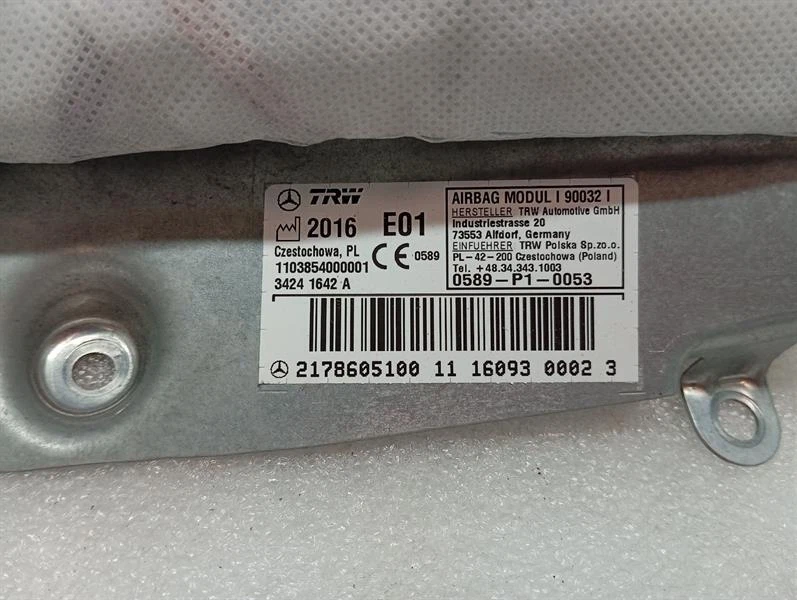 TRW
2016 E01
Czestochowa, PL
1103854000001
3424 1642 A
CE 0589
AIRBAG MODUL I 90032 I
HERSTELLER TRW Automotive GmbH
Industriestrasse 20
73553 Alfdorf, Germany
EINFUEHRER TRW Polska Sp.zo.o.
PL-42-200 Czestochowa (Poland)
Tel. +48.34.343.1003
0589-P1-0053
2178605100 11 16093 0002 3